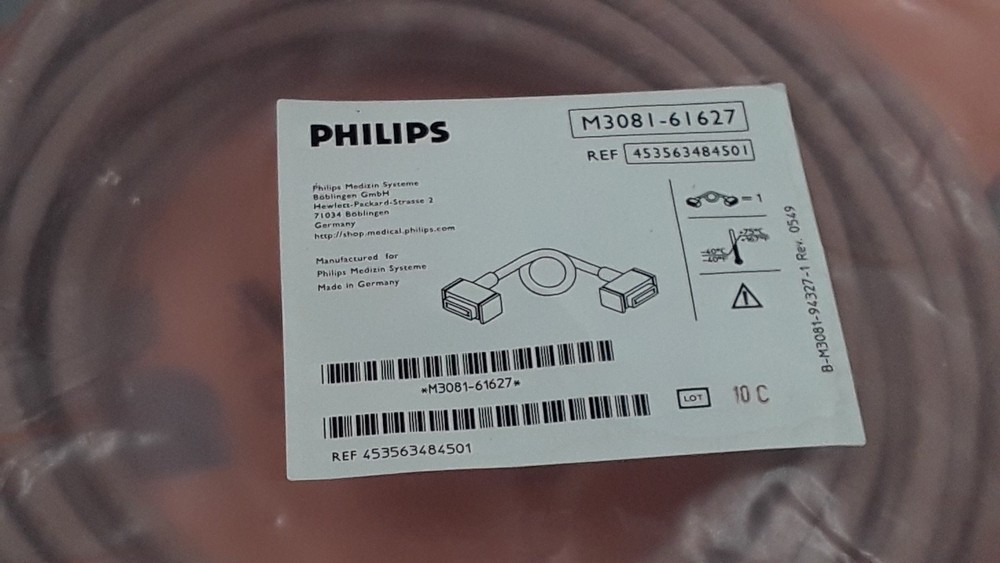 PHILIPS
M3081-61627
REF 453563484501
Philips Medizin Systeme
Böblingen GmbH
Hewlett-Packard-Strasse 2
71034 Böblingen
Germany
http://shop.medical.philips.com
Manufactured for
Philips Medizin Systeme
Made in Germany
= 1
LOT 10 C
*M3081-61627*
REF 453563484501
B-M3081-94327-1 Rev. 0549